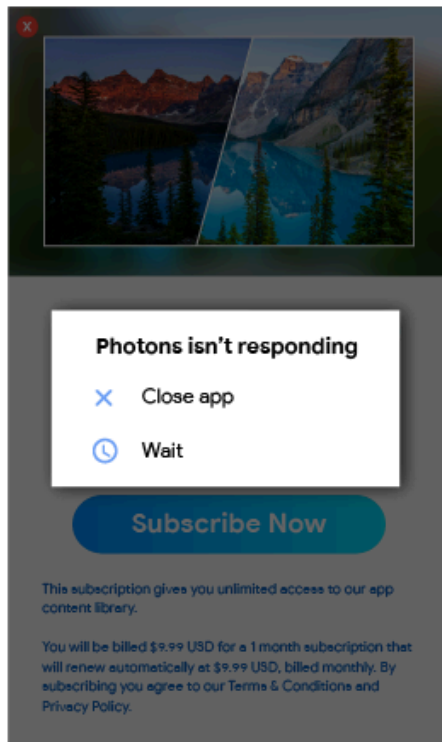 X
Photons isn't responding
Close app
Wait
Subscribe Now
This subscription gives you unlimited access to our app
content library.
You will be billed $9.99 USD for a 1 month subscription that
will renew automatically at $9.99 USD, billed monthly. By
subscribing you agree to our Terms & Conditions and
Privacy Policy.